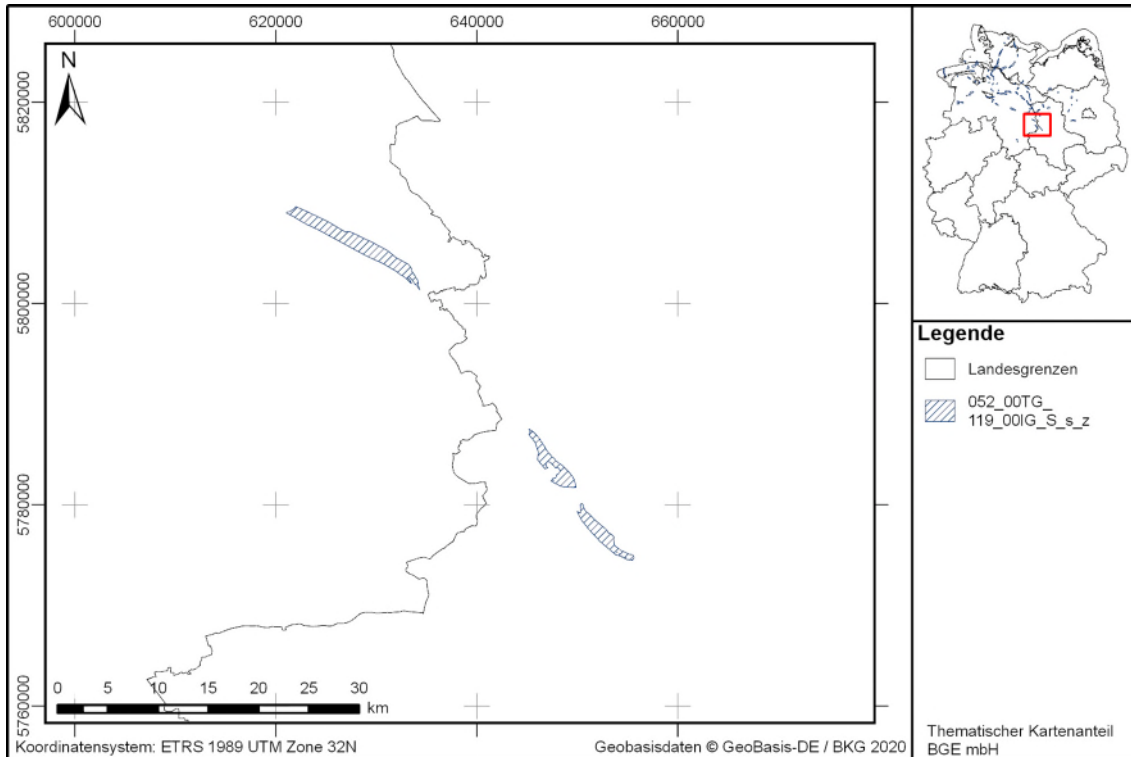 600000 620000 640000 660000
N
5820000
5800000
5780000
5760000
0 5 10 15 20 25 30
km
Koordinatensystem: ETRS 1989 UTM Zone 32N
Geobasisdaten © GeoBasis-DE / BKG 2020
Legende
Landesgrenzen
052_00TG_
119_00IG_S_s_z
Thematischer Kartenanteil
BGE mbH